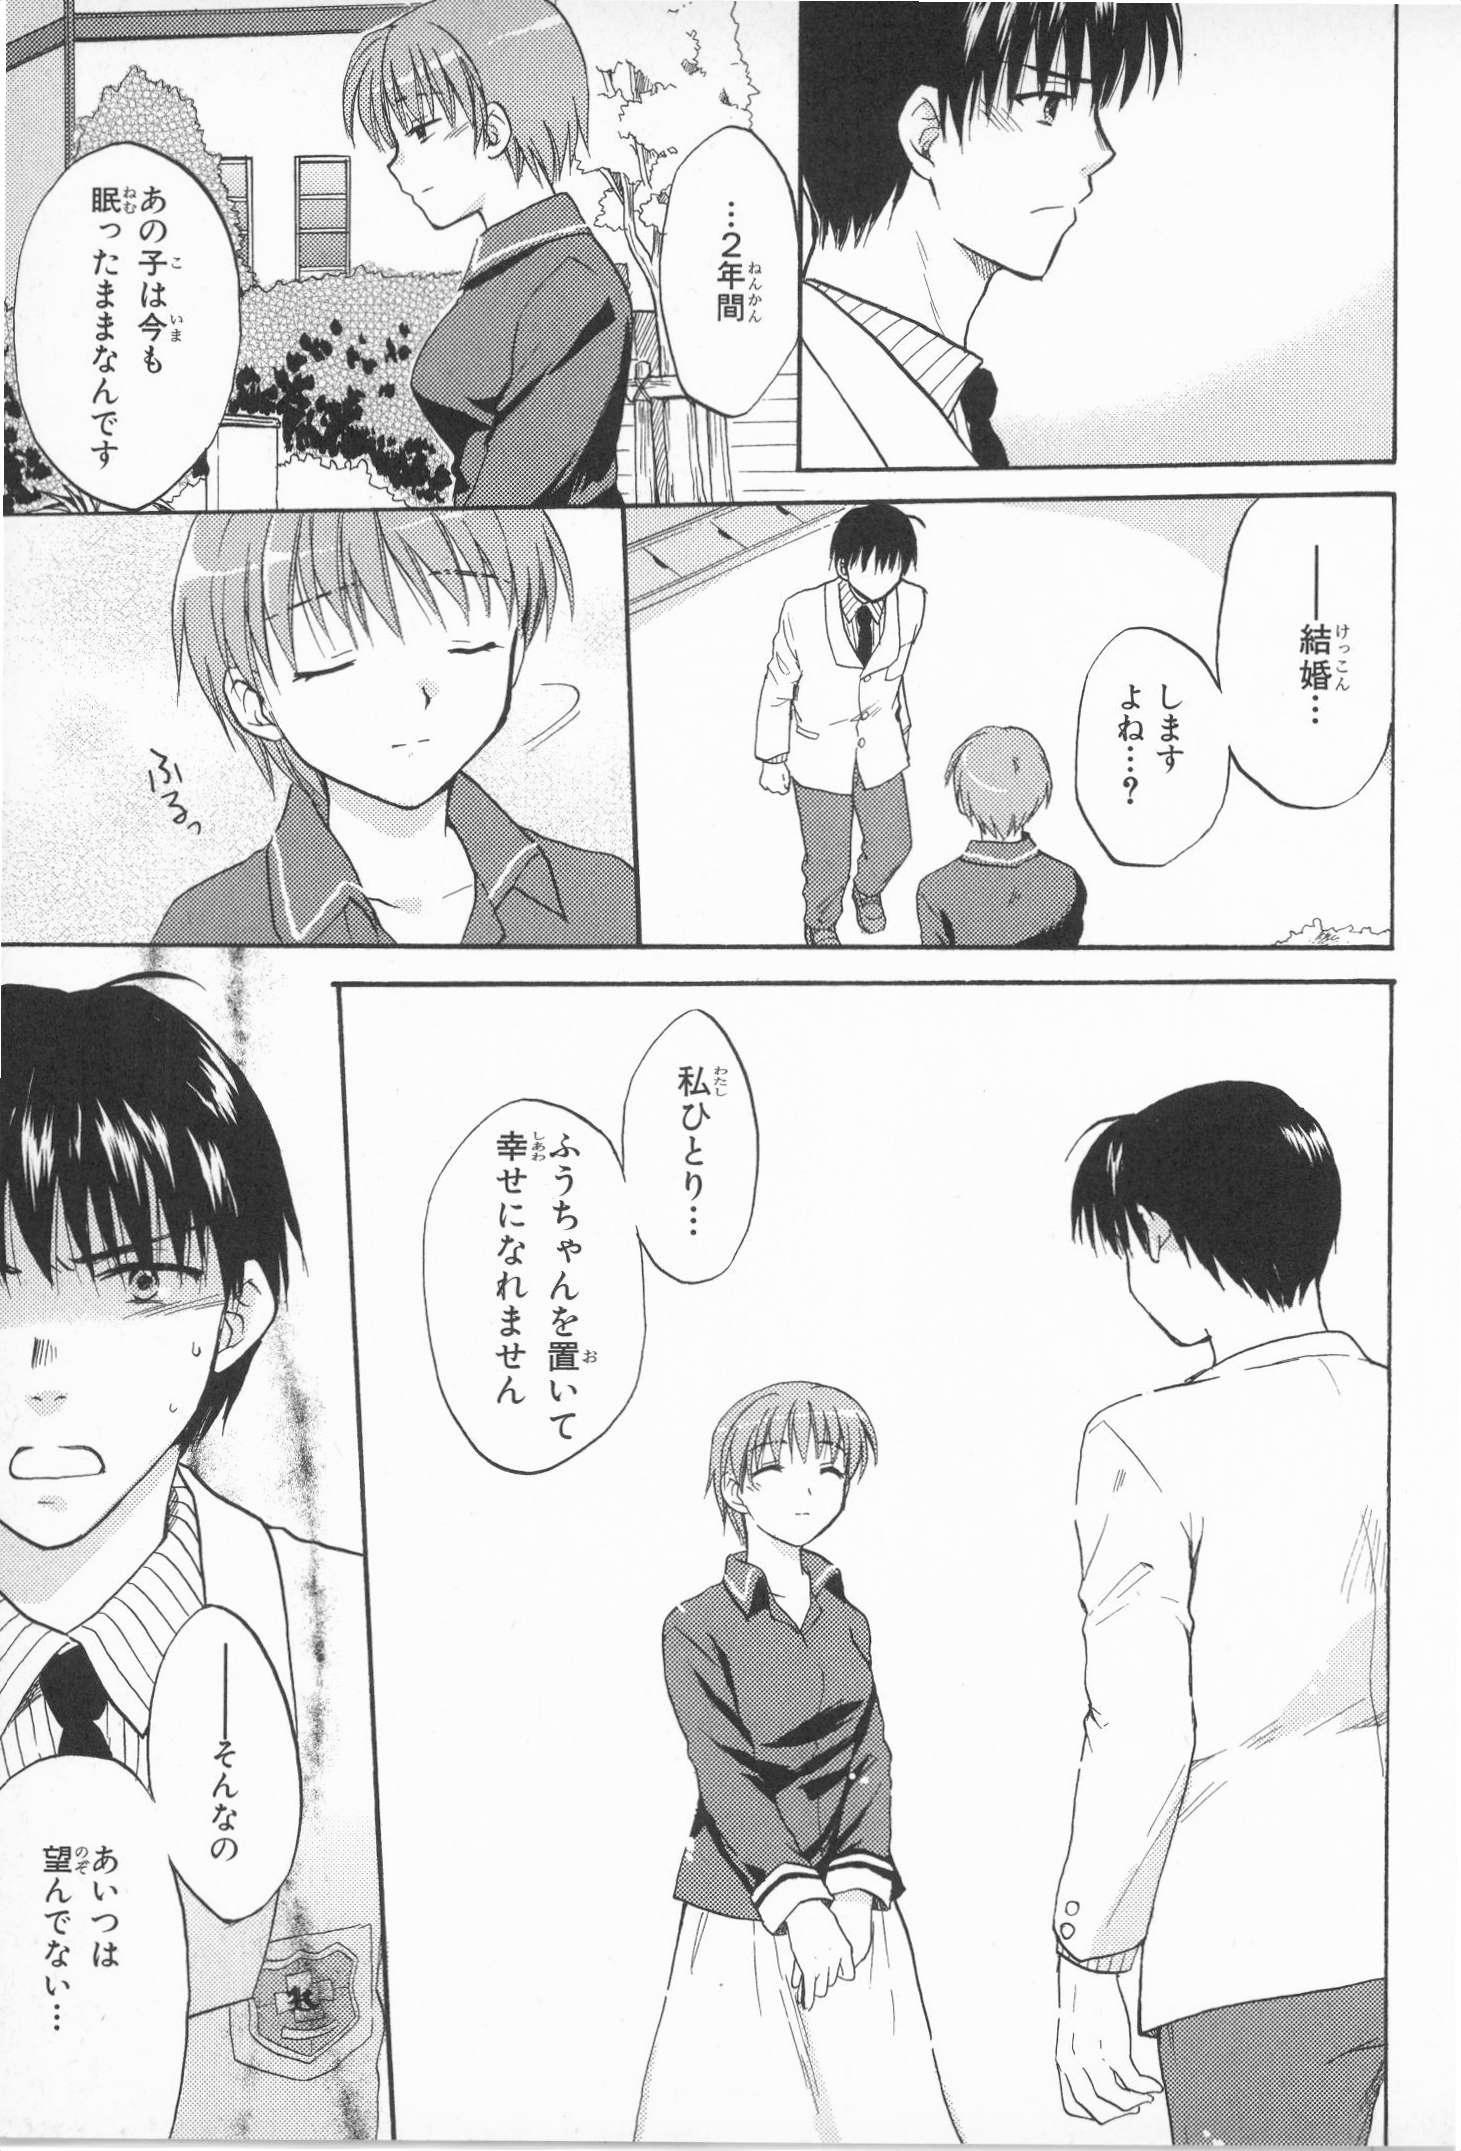 …2年間
あの子は今も
眠ったままなんです
――結婚…
します
よね…?
ふるっ
私ひとり…
ふうちゃんを置いて
幸せになれません
――そんなの
あいつは
望んでない…